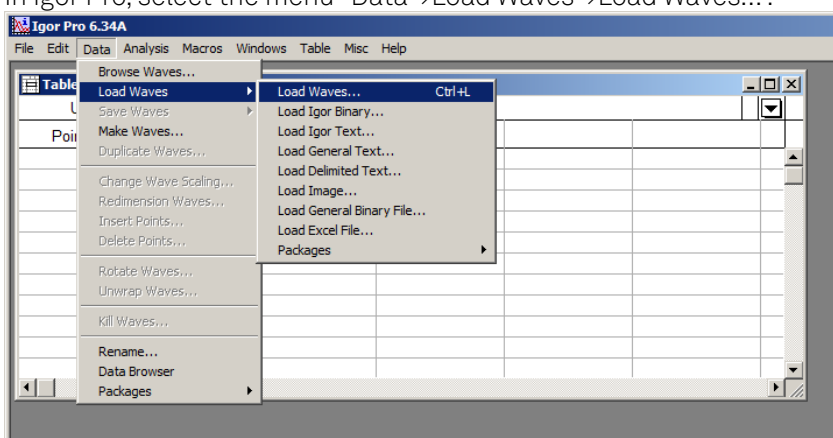 In Igor Pro, select the menu "Data→Load Waves→Load Waves...".
Igor Pro 6.34A
File Edit Data Analysis Macros Windows Table Misc Help
Browse Waves...
Load Waves
Save Waves
Make Waves...
Duplicate Waves...
Change Wave Scaling...
Redimension Waves...
Insert Points...
Delete Points...
Rotate Waves...
Unwrap Waves...
Kill Waves...
Rename...
Data Browser
Packages
Load Waves... Ctrl+L
Load Igor Binary...
Load Igor Text...
Load General Text...
Load Delimited Text...
Load Image...
Load General Binary File...
Load Excel File...
Packages
Table